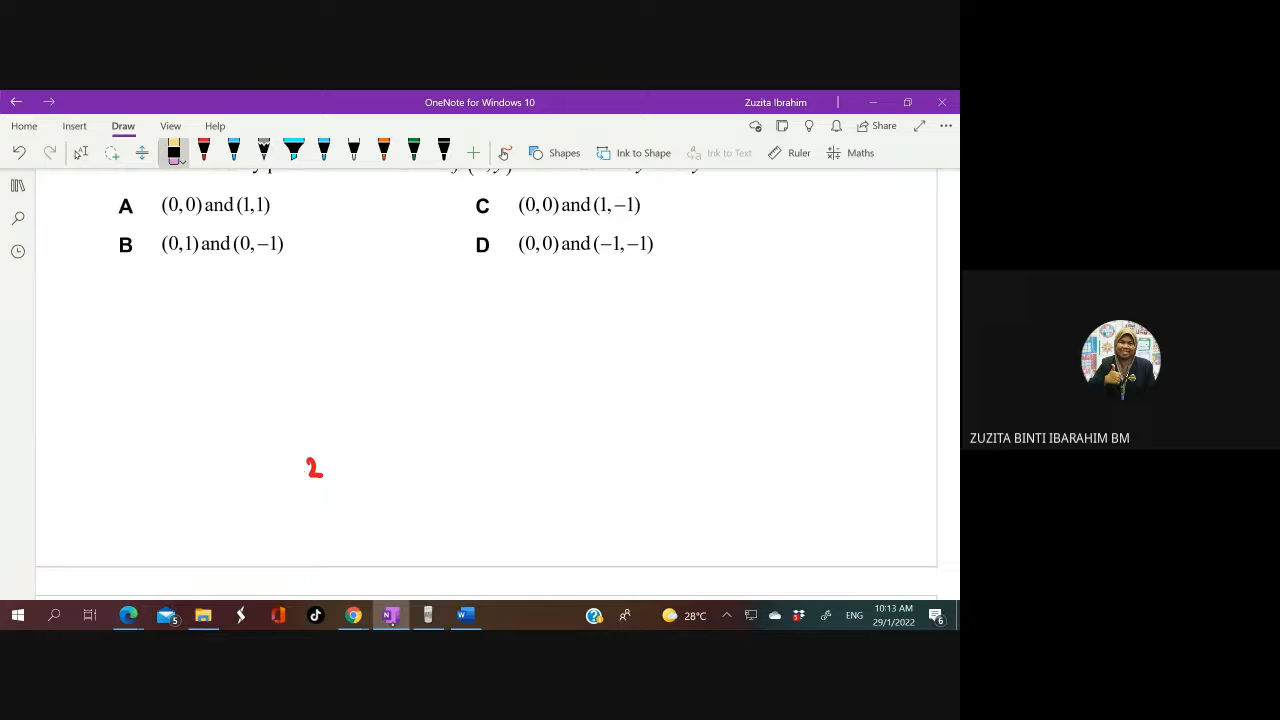 OneNote for Windows 10
Zuzita Ibrahim
Home Insert Draw View Help
Share
Shapes Ink to Shape Ink to Text Ruler Maths
A (0,0) and (1,1) C (0,0) and (1,−1)
B (0,1) and (0,−1) D (0,0) and (−1,−1)
2
ZUZITA BINTI IBARAHIM BM
5
28°C
ENG
10:13 AM
29/1/2022
6